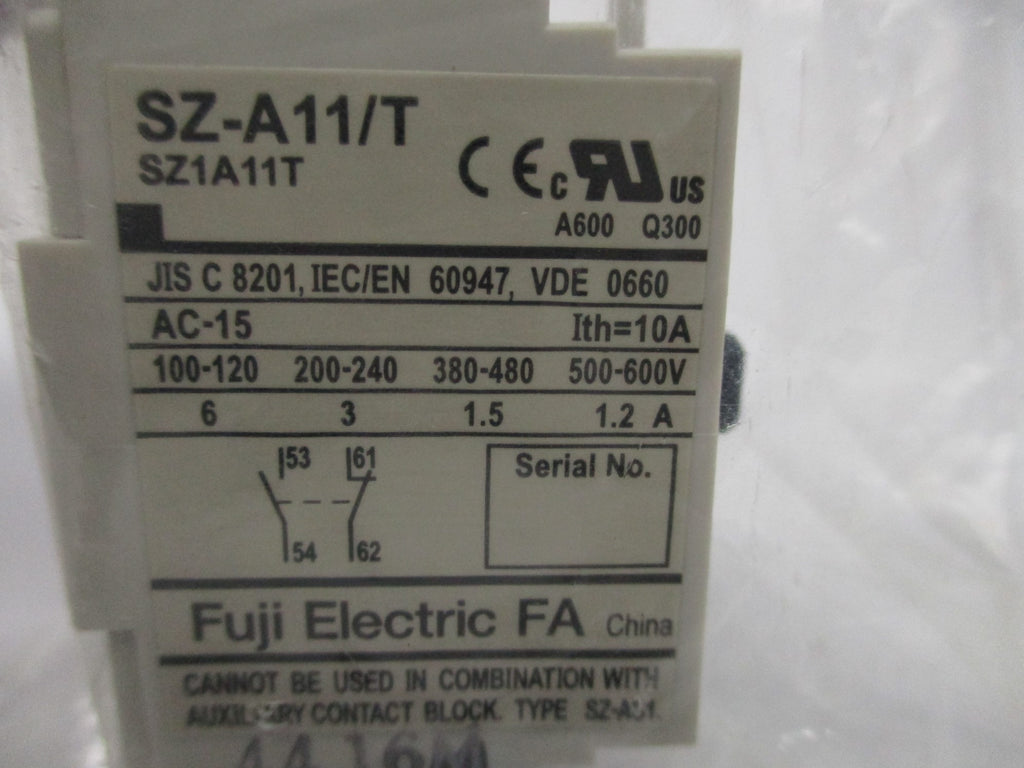 SZ-A11/T
SZ1A11T
CE c RU US
A600 Q300
JIS C 8201, IEC/EN 60947, VDE 0660
AC-15 Ith=10A
100-120 200-240 380-480 500-600V
6 3 1.5 1.2 A
53 61
Serial No.
54 62
Fuji Electric FA China
CANNOT BE USED IN COMBINATION WITH
AUXILIARY CONTACT BLOCK. TYPE